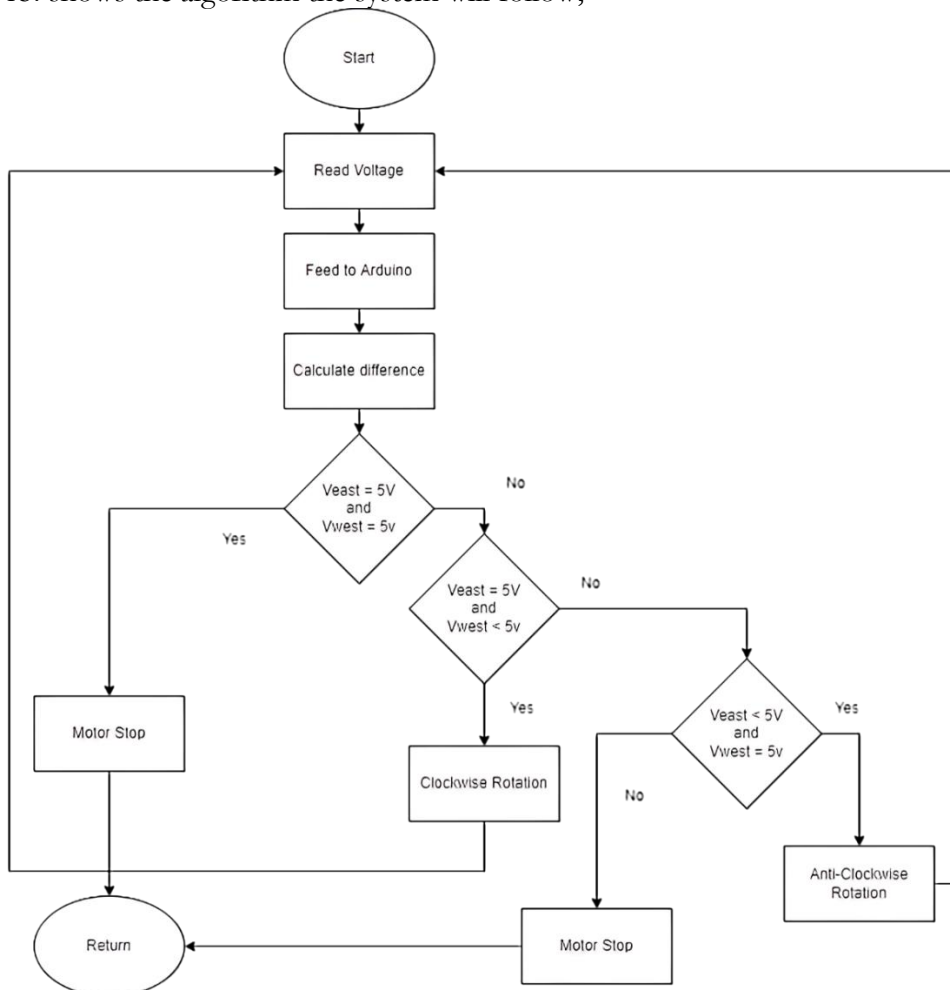 shows the algorithm the system will follow,
Start
Read Voltage
Feed to Arduino
Calculate difference
Veast = 5V
and
Vwest = 5v
No
Yes
Veast = 5V
and
Vwest < 5v
No
Yes
Veast < 5V
and
Vwest = 5v
Yes
No
Motor Stop
Clockwise Rotation
Anti-Clockwise
Rotation
Return
Motor Stop